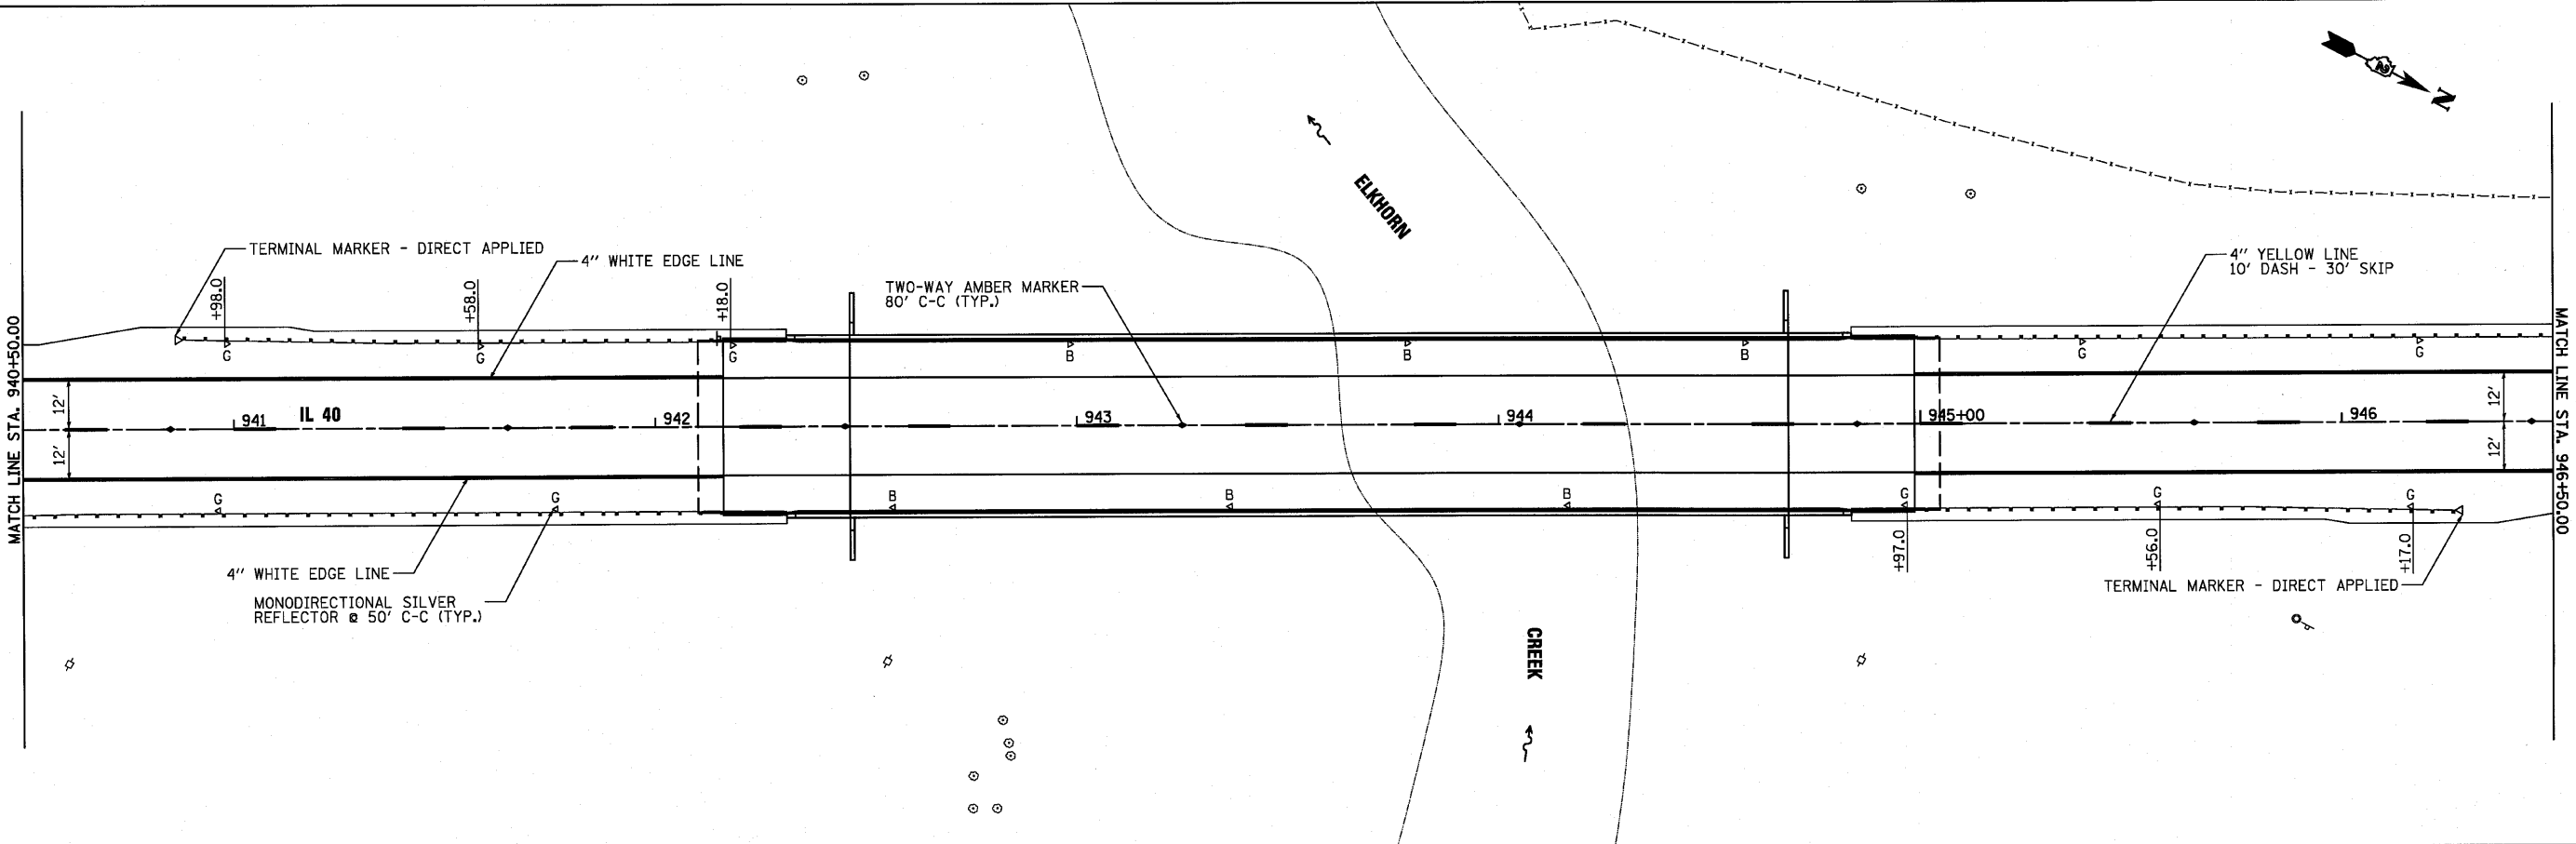 N
ELKHORN
TERMINAL MARKER - DIRECT APPLIED
4" WHITE EDGE LINE
4" YELLOW LINE
10' DASH - 30' SKIP
TWO-WAY AMBER MARKER
80' C-C (TYP.)
+98.0
+58.0
+18.0
MATCH LINE STA. 940+50.00
MATCH LINE STA. 946+50.00
G
G
G
B
B
B
G
G
12'
12'
941
IL 40
942
943
944
945+00
946
12'
12'
G
G
B
B
B
G
G
G
+97.0
+56.0
+17.0
4" WHITE EDGE LINE
MONODIRECTIONAL SILVER
REFLECTOR @ 50' C-C (TYP.)
TERMINAL MARKER - DIRECT APPLIED
CREEK